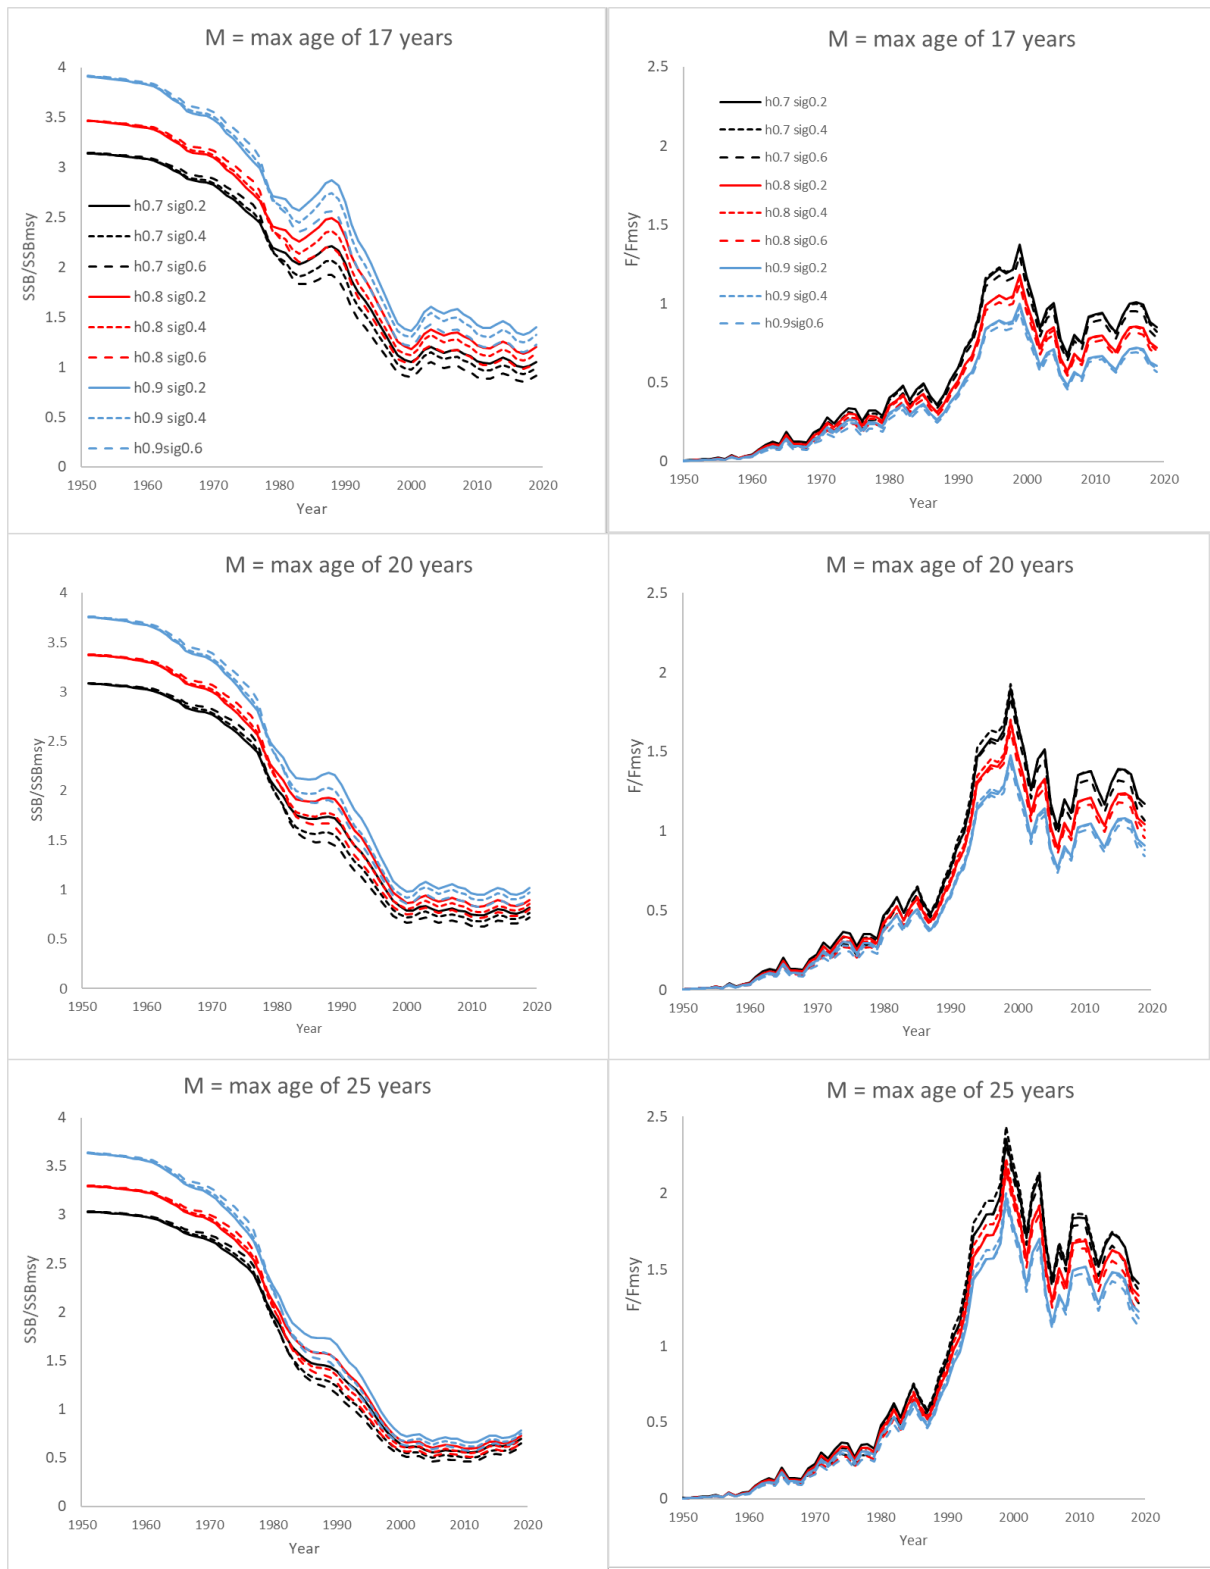 M = max age of 17 years
4
3.5
3
2.5
2
1.5
1
0.5
0
SSB/SSBmsy
h0.7 sig0.2
h0.7 sig0.4
h0.7 sig0.6
h0.8 sig0.2
h0.8 sig0.4
h0.8 sig0.6
h0.9 sig0.2
h0.9 sig0.4
h0.9sig0.6
1950 1960 1970 1980 1990 2000 2010 2020
Year
M = max age of 17 years
2.5
2
1.5
1
0.5
0
F/Fmsy
h0.7 sig0.2
h0.7 sig0.4
h0.7 sig0.6
h0.8 sig0.2
h0.8 sig0.4
h0.8 sig0.6
h0.9 sig0.2
h0.9 sig0.4
h0.9sig0.6
1950 1960 1970 1980 1990 2000 2010 2020
Year
M = max age of 20 years
4
3.5
3
2.5
2
1.5
1
0.5
0
SSB/SSBmsy
1950 1960 1970 1980 1990 2000 2010 2020
Year
M = max age of 20 years
2.5
2
1.5
1
0.5
0
F/Fmsy
1950 1960 1970 1980 1990 2000 2010 2020
Year
M = max age of 25 years
4
3.5
3
2.5
2
1.5
1
0.5
0
SSB/SSBmsy
1950 1960 1970 1980 1990 2000 2010 2020
Year
M = max age of 25 years
2.5
2
1.5
1
0.5
0
F/Fmsy
1950 1960 1970 1980 1990 2000 2010 2020
Year